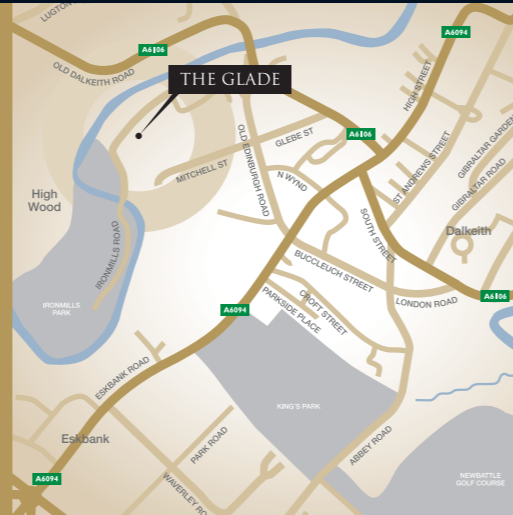 LUGTON
A6094
A6106
OLD DALKEITH ROAD
THE GLADE
HIGH STREET
OLD EDINBURGH ROAD
GLEBE ST
A6106
MITCHELL ST
N WYND
ST ANDREWS STREET
GIBRALTAR GARDEN
GIBRALTAR ROAD
High
Wood
SOUTH STREET
Dalkeith
IRONMILLS ROAD
BUCCLEUCH STREET
IRONMILLS
PARK
A6094
PARKSIDE PLACE
CROFT STREET
LONDON ROAD
A6106
ESKBANK ROAD
KING'S PARK
Eskbank
PARK ROAD
ABBEY ROAD
A6094
WAVERLEY RO
NEWBATTLE
GOLF COURSE